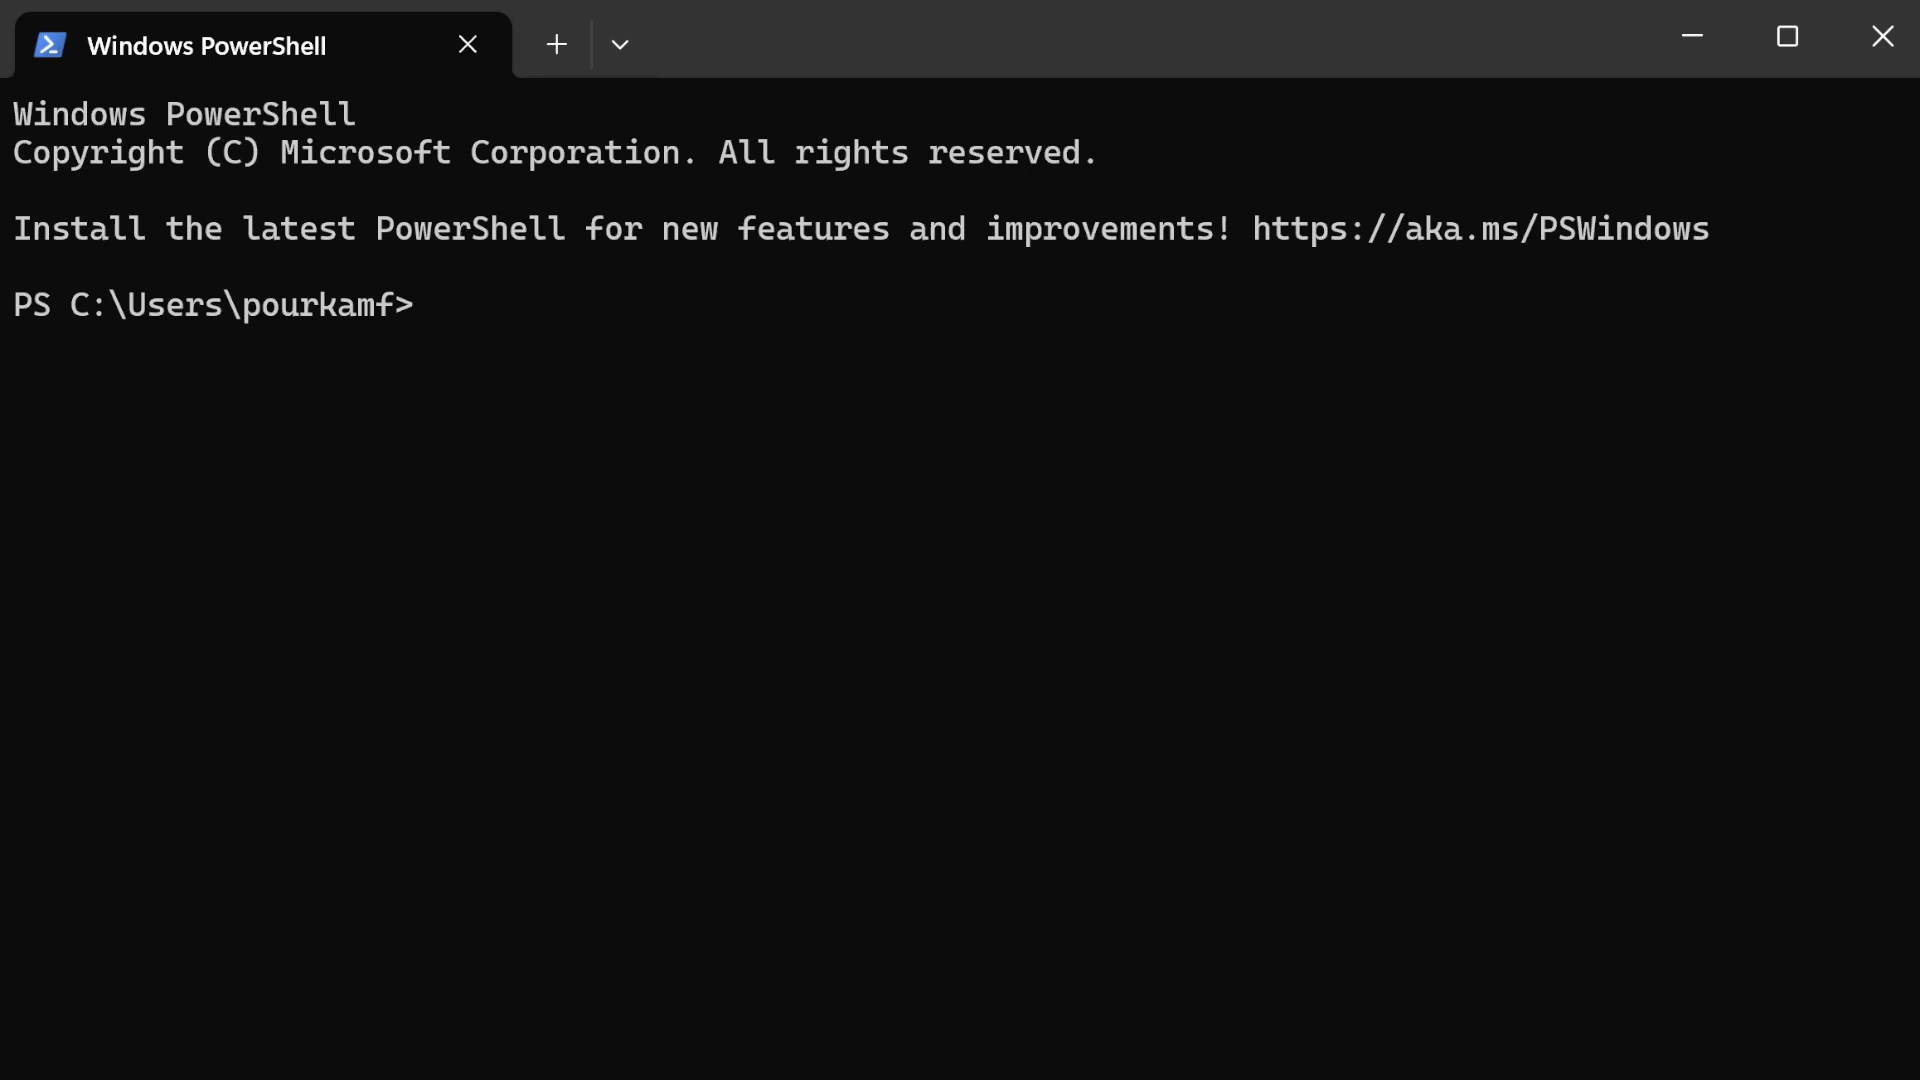 Windows PowerShell
Windows PowerShell
Copyright (C) Microsoft Corporation. All rights reserved.
Install the latest PowerShell for new features and improvements! https://aka.ms/PSWindows
PS C:\Users\pourkamf>